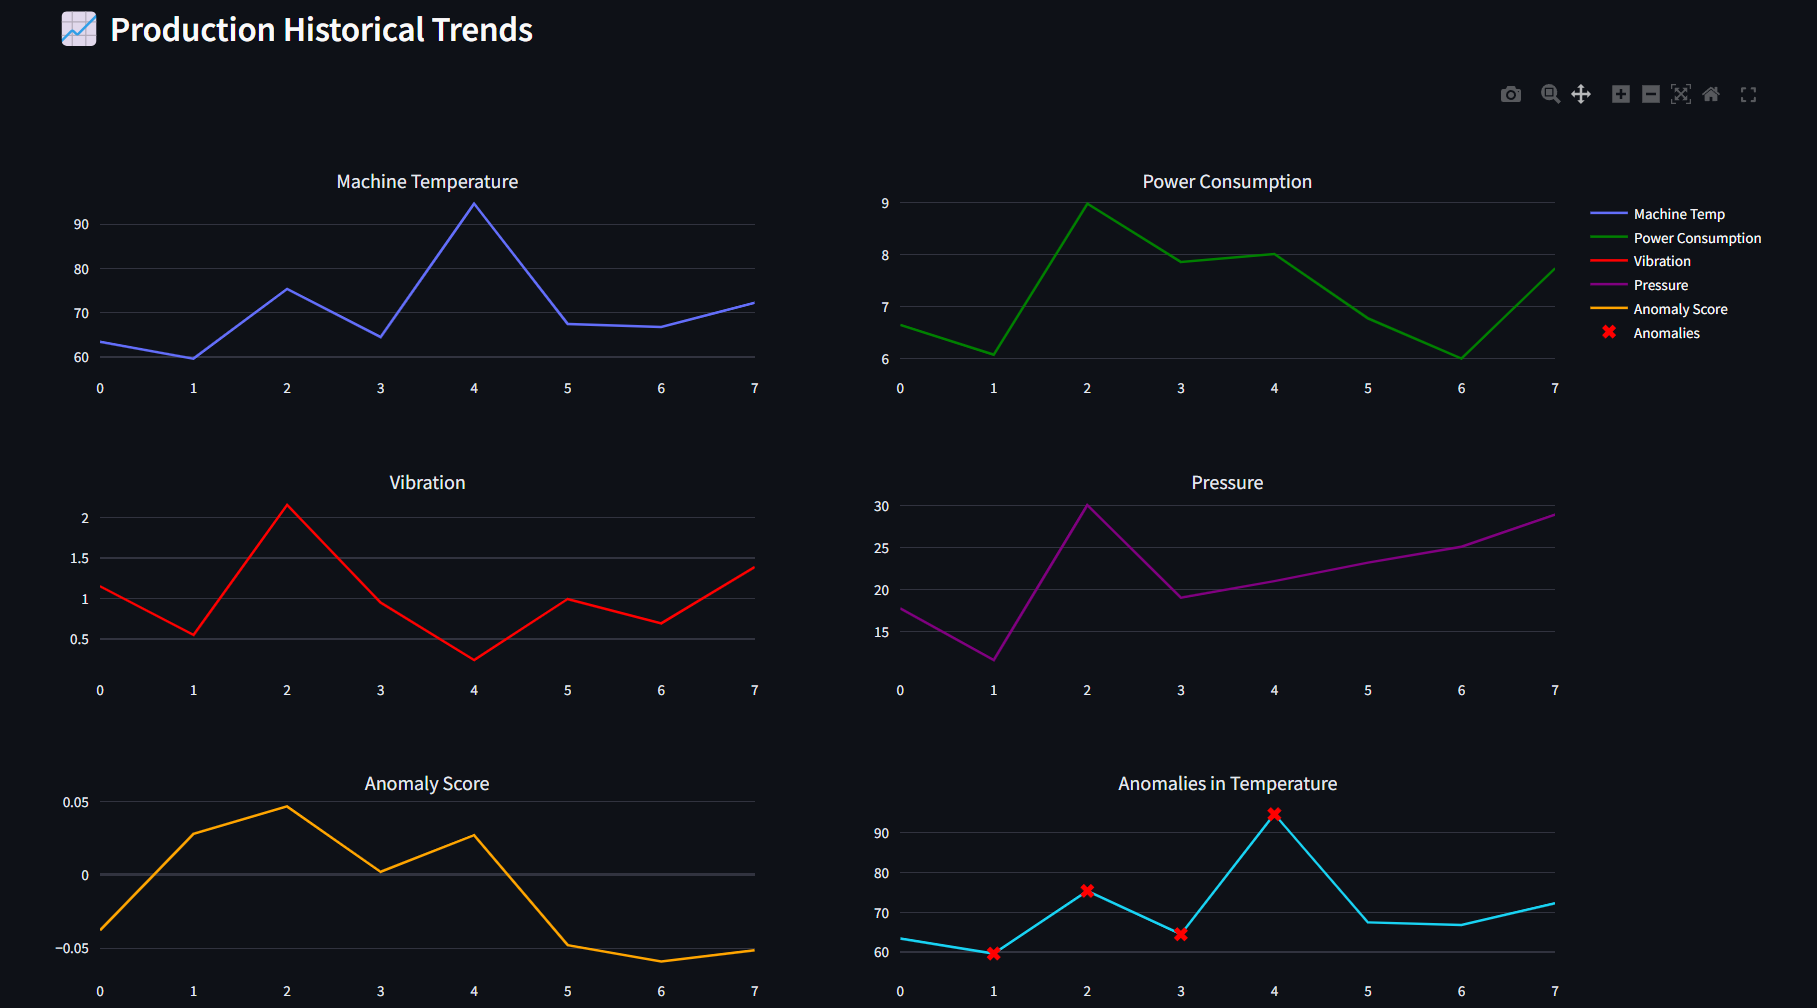 Production Historical Trends
Machine Temperature
90
80
70
60
0 1 2 3 4 5 6 7
Power Consumption
9
8
7
6
0 1 2 3 4 5 6 7
Machine Temp
Power Consumption
Vibration
Pressure
Anomaly Score
Anomalies
Vibration
2
1.5
1
0.5
0 1 2 3 4 5 6 7
Pressure
30
25
20
15
0 1 2 3 4 5 6 7
Anomaly Score
0.05
0
−0.05
0 1 2 3 4 5 6 7
Anomalies in Temperature
90
80
70
60
0 1 2 3 4 5 6 7